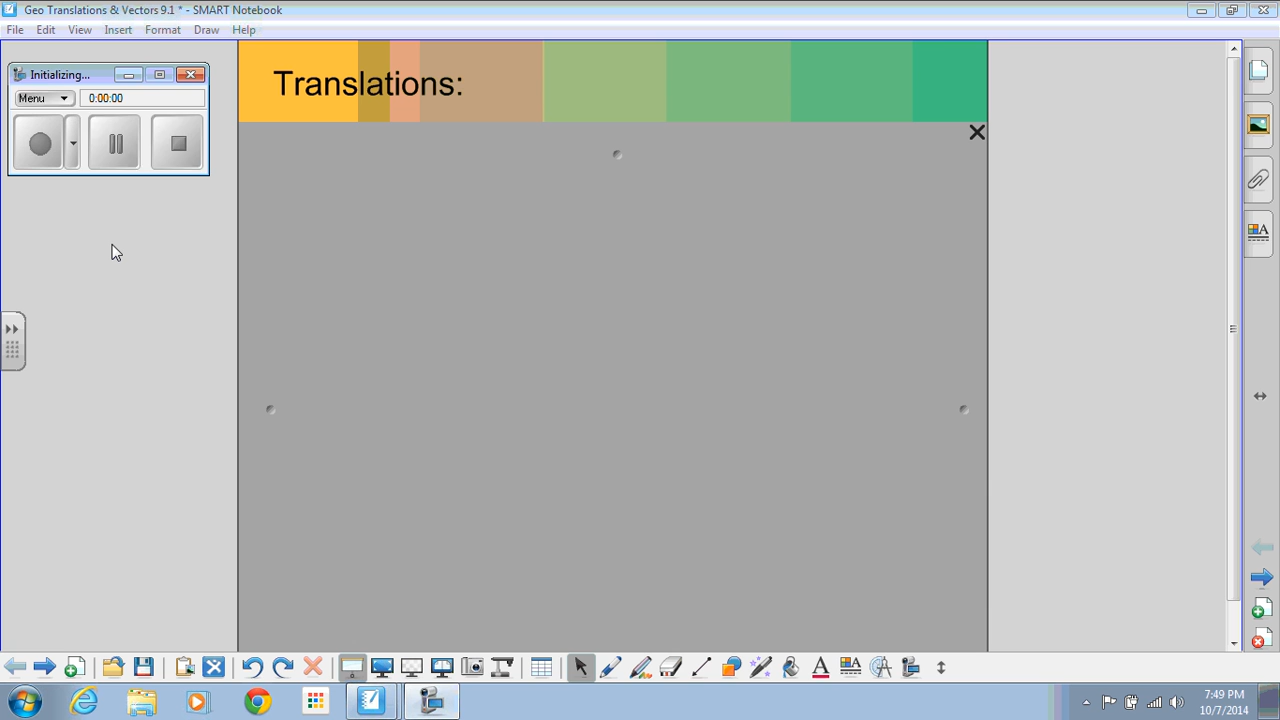 Geo Translations & Vectors 9.1 * - SMART Notebook
File Edit View Insert Format Draw Help
Initializing...
Menu 0:00:00
Translations:
7:49 PM
10/7/2014